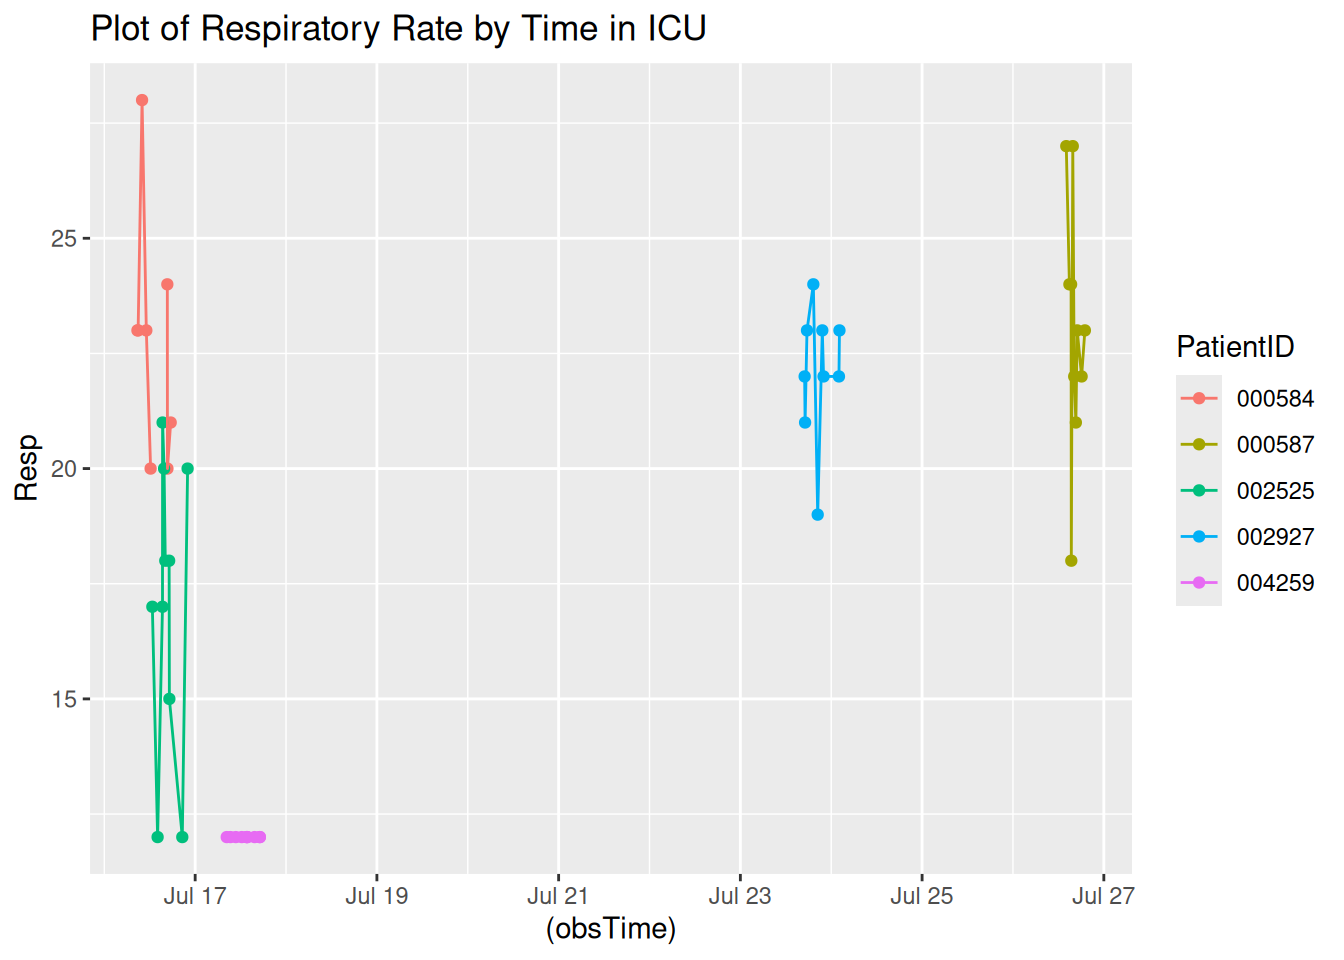 Plot of Respiratory Rate by Time in ICU
Resp
25
20
15
Jul 17
Jul 19
Jul 21
Jul 23
Jul 25
Jul 27
(obsTime)
PatientID
000584
000587
002525
002927
004259